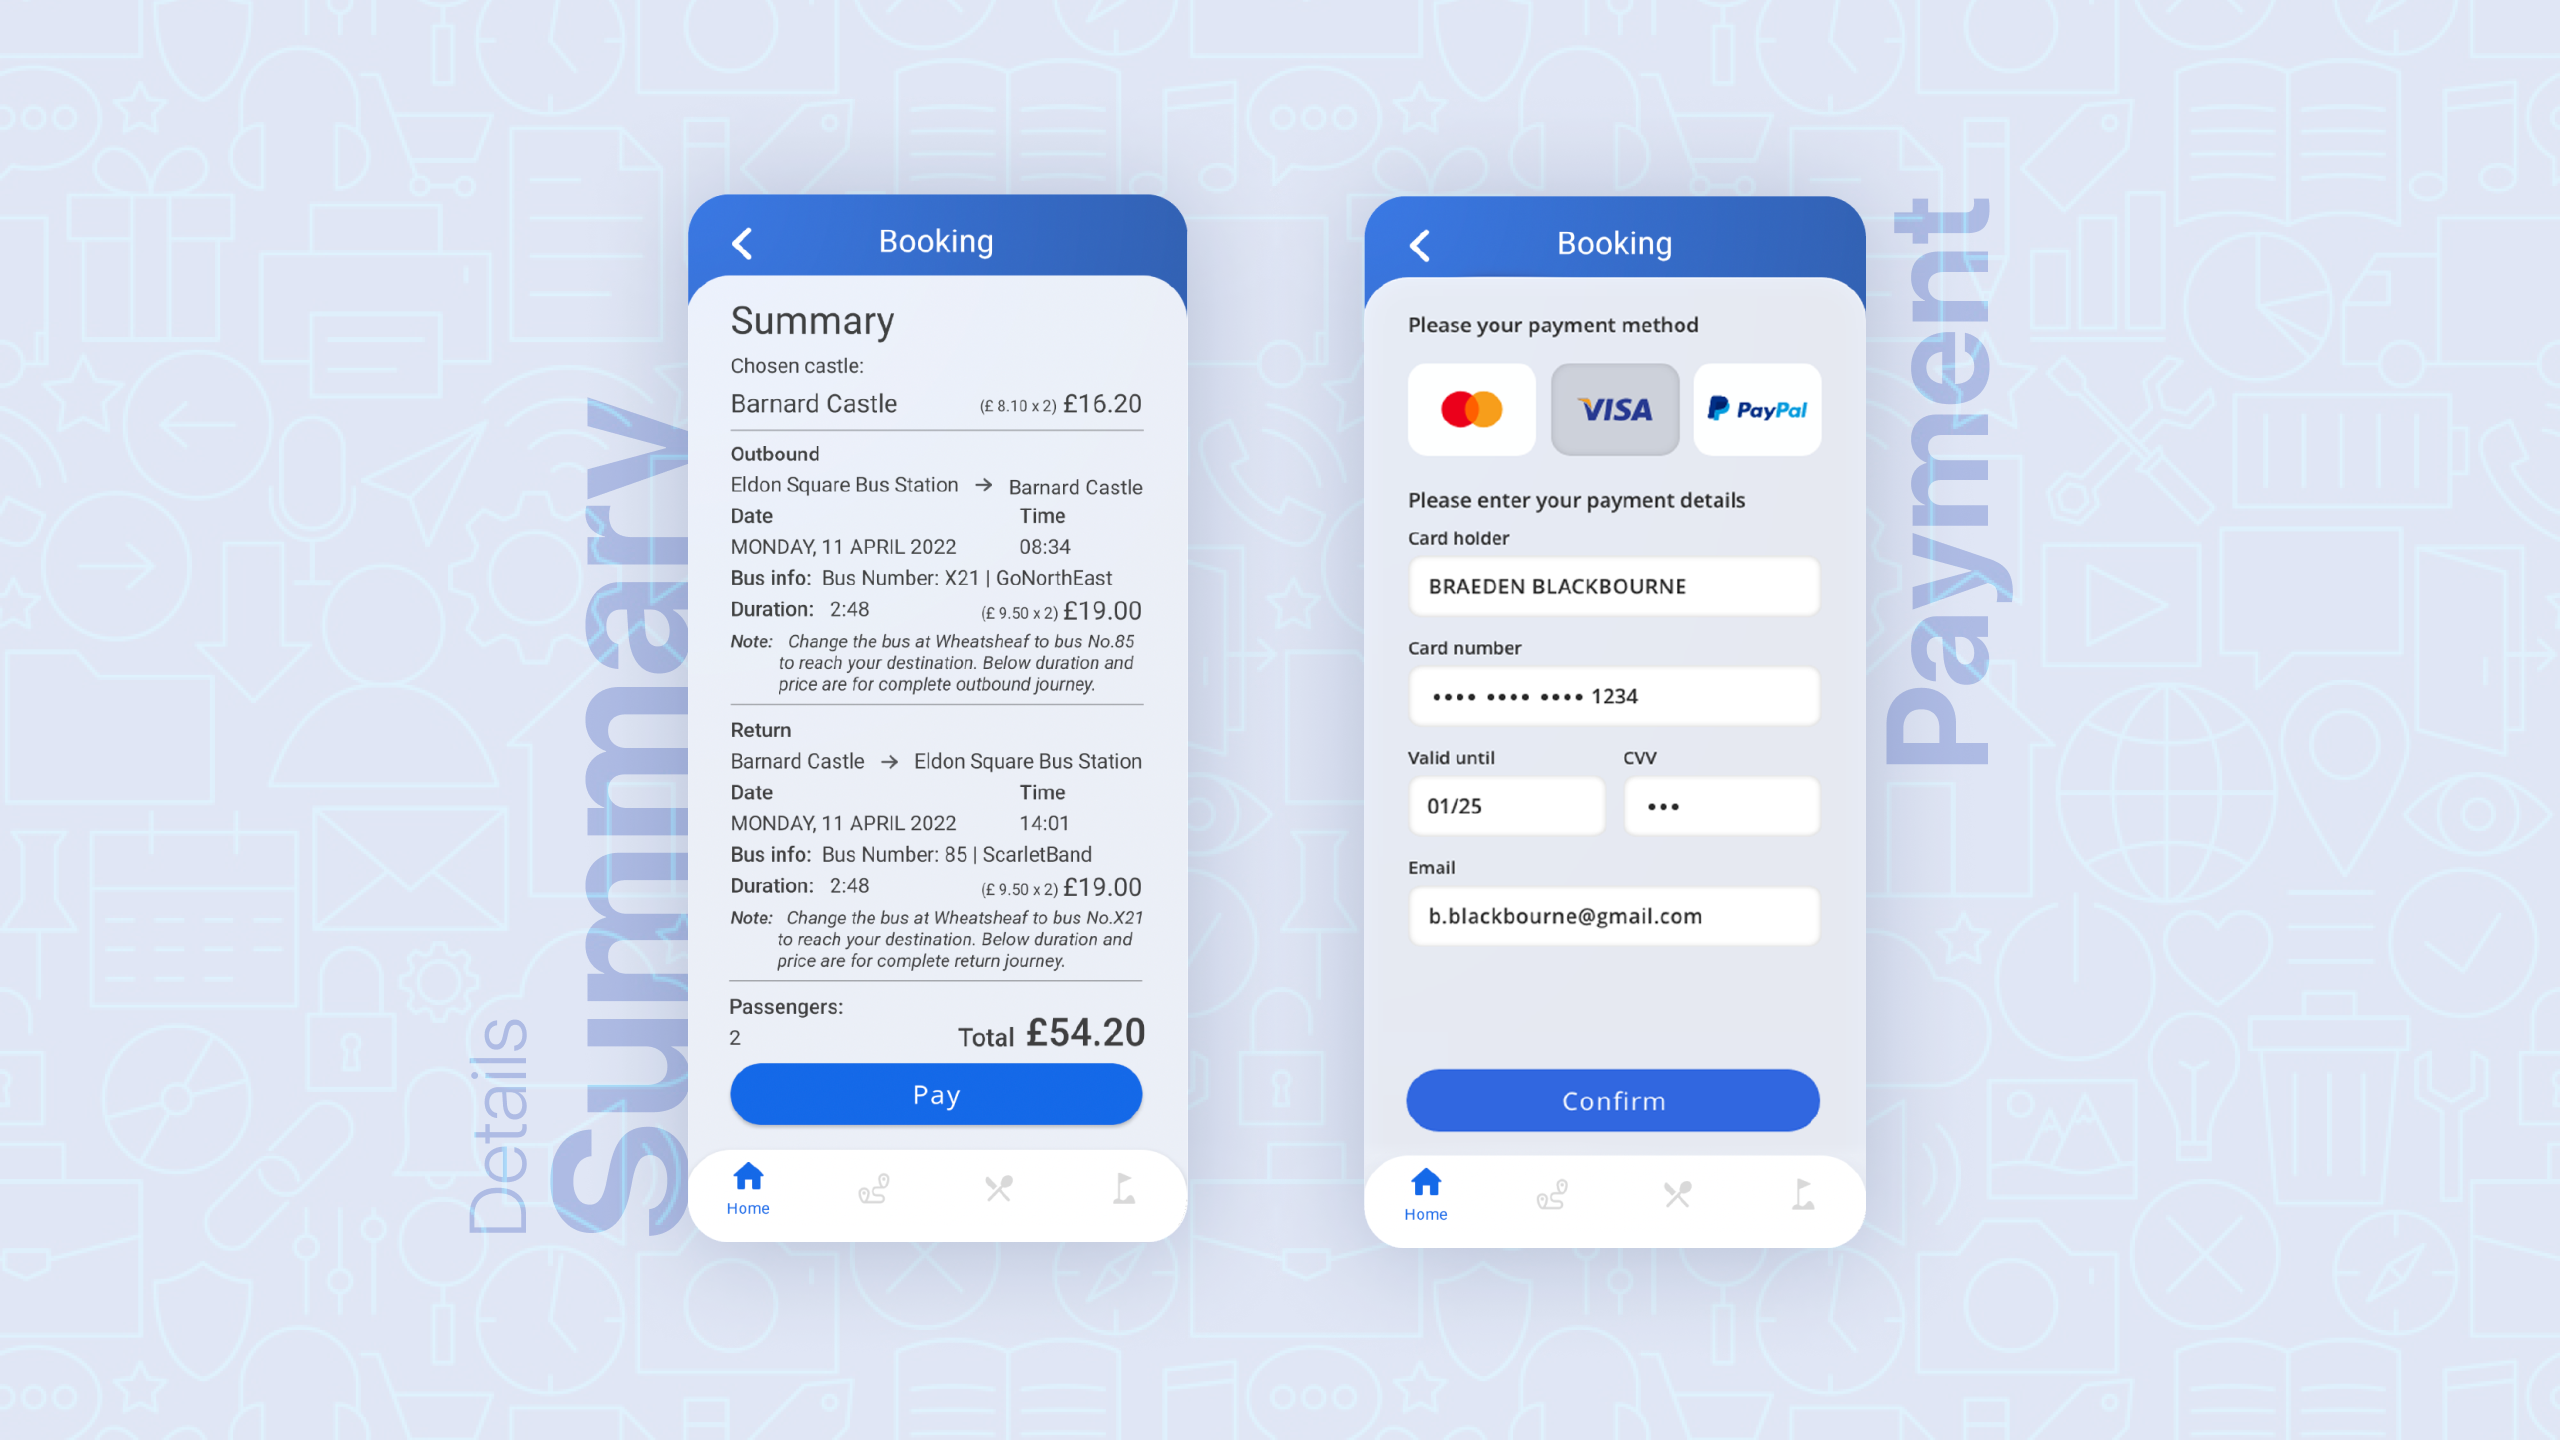 Details
Summary
Booking
Summary
Chosen castle:
Barnard Castle (£ 8.10 x 2) £16.20
Outbound
Eldon Square Bus Station → Barnard Castle
Date Time
MONDAY, 11 APRIL 2022 08:34
Bus info: Bus Number: X21 | GoNorthEast
Duration: 2:48 (£ 9.50 x 2) £19.00
Note: Change the bus at Wheatsheaf to bus No.85
to reach your destination. Below duration and
price are for complete outbound journey.
Return
Barnard Castle → Eldon Square Bus Station
Date Time
MONDAY, 11 APRIL 2022 14:01
Bus info: Bus Number: 85 | ScarletBand
Duration: 2:48 (£ 9.50 x 2) £19.00
Note: Change the bus at Wheatsheaf to bus No.X21
to reach your destination. Below duration and
price are for complete return journey.
Passengers:
2 Total £54.20
Pay
Home
Booking
Please your payment method
VISA PayPal
Please enter your payment details
Card holder
BRAEDEN BLACKBOURNE
Card number
•••• •••• •••• 1234
Valid until CVV
01/25 •••
Email
b.blackbourne@gmail.com
Confirm
Home
Payment